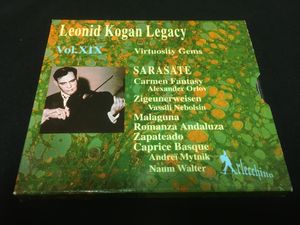 Leonid Kogan Legacy
Vol.XIX
Virtuosity Gems
SARASATE
Carmen Fantasy
Alexander Orlov
Zigeunerweisen
Vassili Nebolsin
Malaguna
Romanza Andaluza
Zapateado
Caprice Basque
Andrei Mytnik
Naum Walter
Arlecchino